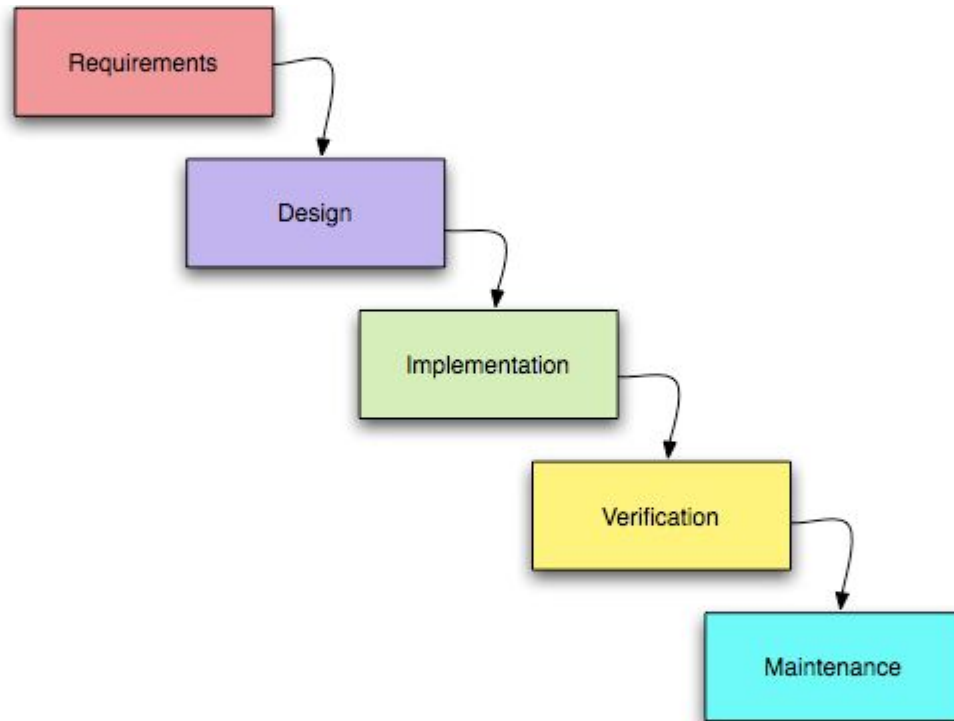 Requirements
Design
Implementation
Verification
Maintenance